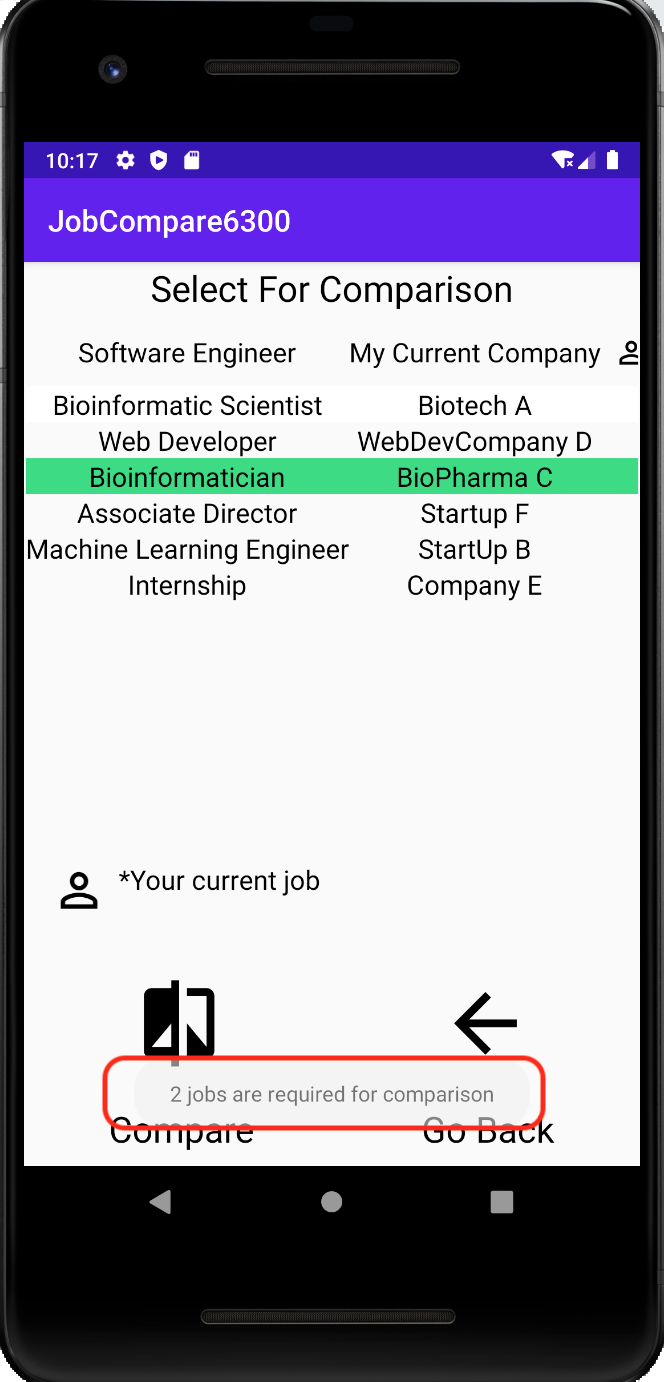 10:17
JobCompare6300
Select For Comparison
Software Engineer My Current Company
Bioinformatic Scientist Biotech A
Web Developer WebDevCompany D
Bioinformatician BioPharma C
Associate Director Startup F
Machine Learning Engineer StartUp B
Internship Company E
*Your current job
2 jobs are required for comparison
Compare Go Back